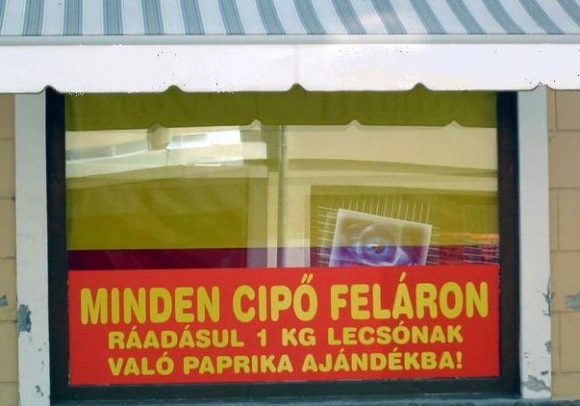 MINDEN CIPŐ FELÁRON
RÁADÁSUL 1 KG LECSÓNAK
VALÓ PAPRIKA AJÁNDÉKBA!